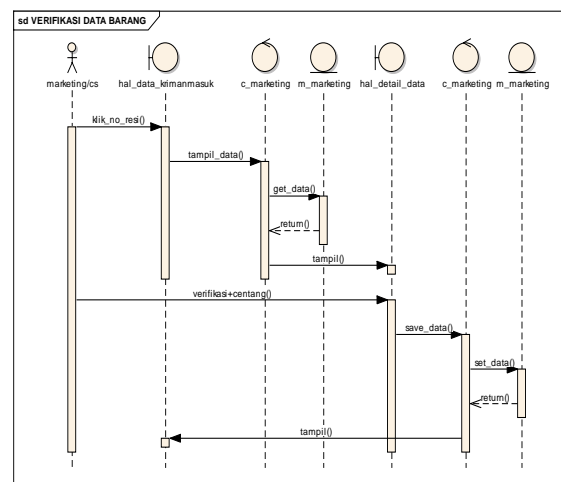 sd VERIFIKASI DATA BARANG
marketing/cs
hal_data_krimanmasuk
c_marketing
m_marketing
hal_detail_data
c_marketing
m_marketing
klik_no_resi()
tampil_data()
get_data()
return()
tampil()
verifikasi+centang()
save_data()
set_data()
return()
tampil()